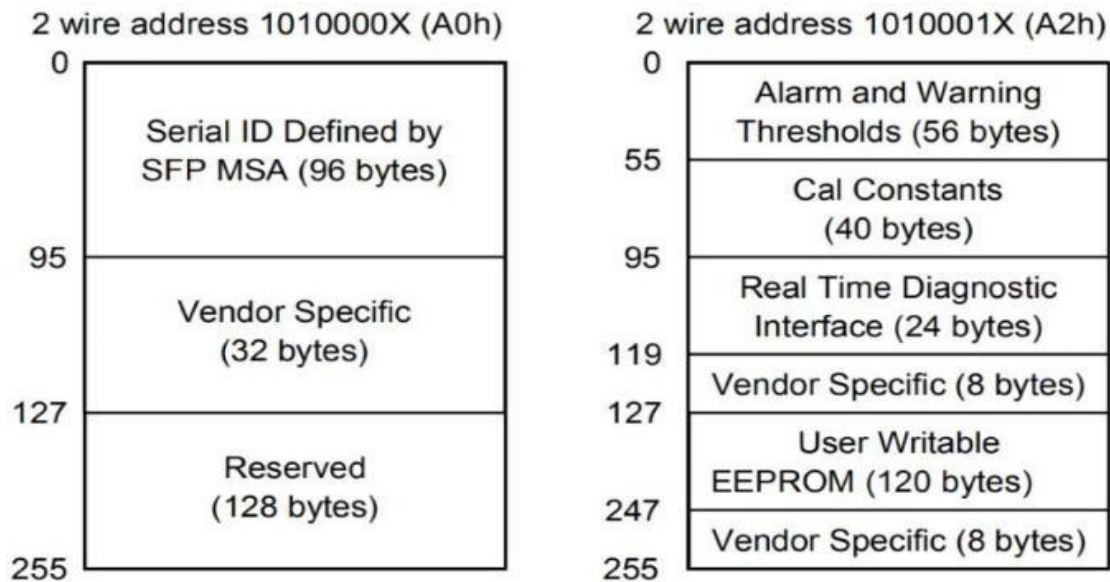 2 wire address 1010000X (A0h)
0
Serial ID Defined by
SFP MSA (96 bytes)
95
Vendor Specific
(32 bytes)
127
Reserved
(128 bytes)
255
2 wire address 1010001X (A2h)
0
Alarm and Warning
Thresholds (56 bytes)
55
Cal Constants
(40 bytes)
95
Real Time Diagnostic
Interface (24 bytes)
119
Vendor Specific (8 bytes)
127
User Writable
EEPROM (120 bytes)
247
Vendor Specific (8 bytes)
255